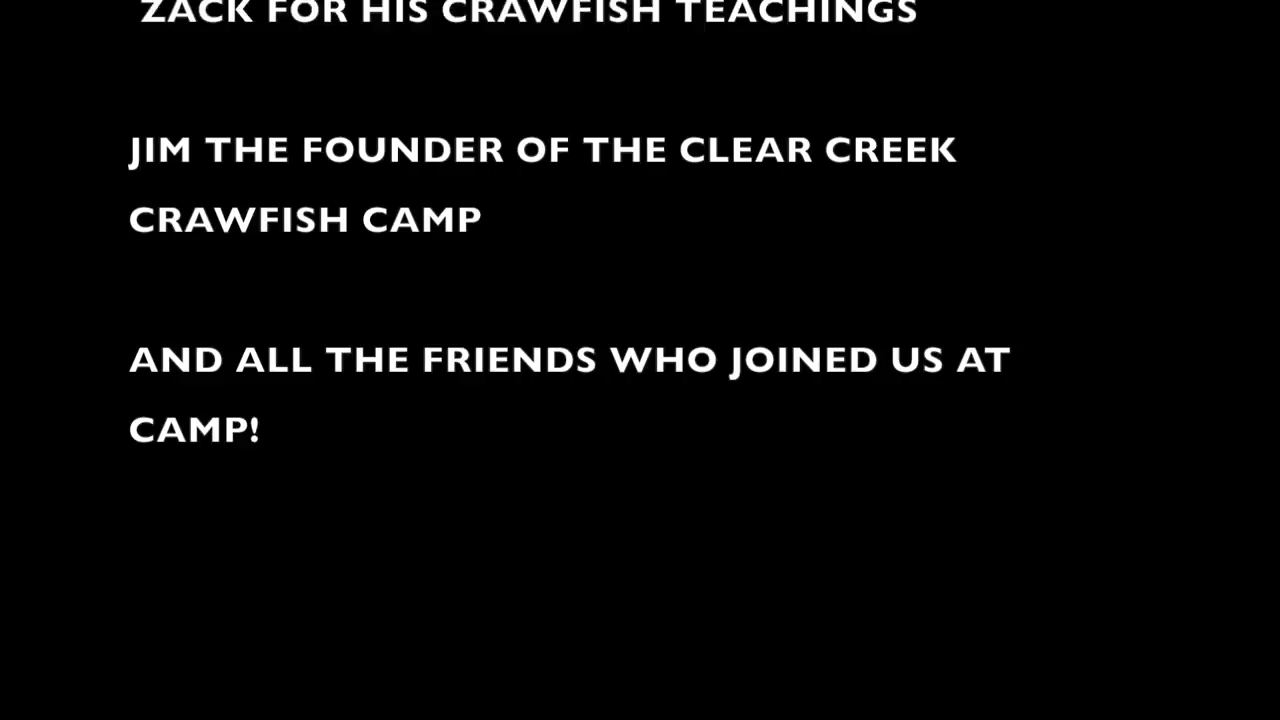 ZACK FOR HIS CRAWFISH TEACHINGS
JIM THE FOUNDER OF THE CLEAR CREEK
CRAWFISH CAMP
AND ALL THE FRIENDS WHO JOINED US AT
CAMP!